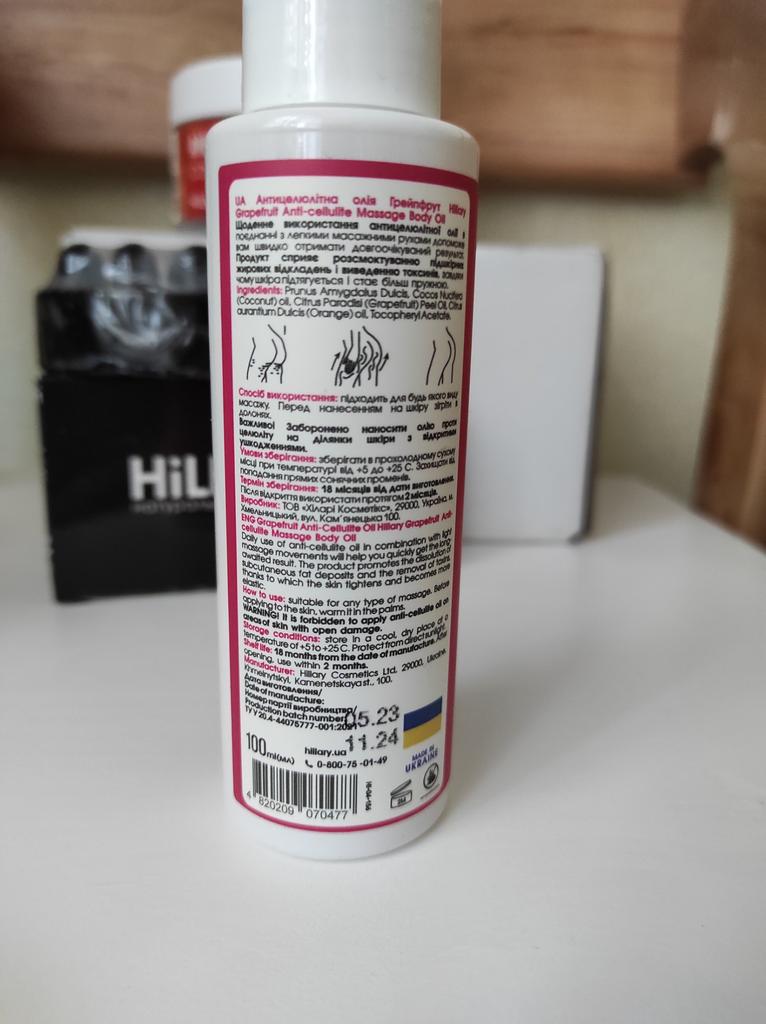 UA Антицелюлітна олія Грейпфрут Hillary
Grapefruit Anti-cellulite Massage Body Oil
Щоденне використання антицелюлітної олії в
поєднанні з легкими масажними рухами допоможе
вам швидко отримати довгоочікуваний результат.
Продукт сприяє розсмоктуванню підшкірних
жирових відкладень і виведенню токсинів, завдяки
чому шкіра підтягується і стає більш пружною.
Ingredients: Prunus Amygdalus Dulcis, Cocos Nucifera
(Coconut) oil, Citrus Paradisi (Grapefruit) Peel Oil, Citrus
aurantium Dulcis (Orange) oil, Tocopheryl Acetate.
Спосіб використання: підходить для будь якого виду
масажу. Перед нанесенням на шкіру зігріти в
долонях.
Важливо! Заборонено наносити олію проти
целюліту на ділянки шкіри з відкритими
ушкодженнями.
Умови зберігання: зберігати в прохолодному сухому
місці при температурі від +5 до +25 С. Захищати від
попадання прямих сонячних променів.
Термін зберігання: 18 місяців від дати виготовлення.
Після відкриття використати протягом 2 місяців.
Виробник: ТОВ «Хіларі Косметікс», 29000, Україна, м.
Хмельницький, вул. Кам'янецька 100.
ENG Grapefruit Anti-Cellulite Oil Hillary Grapefruit Anti-
cellulite Massage Body Oil
Daily use of anti-cellulite oil in combination with light
massage movements will help you quickly get the long-
awaited result. The product promotes the dissolution of
subcutaneous fat deposits and the removal of toxins,
thanks to which the skin tightens and becomes more
elastic.
How to use: suitable for any type of massage. Before
applying to the skin, warm it in the palms.
WARNING! It is forbidden to apply anti-cellulite oil on
areas of skin with open damage.
Storage conditions: store in a cool, dry place at a
temperature of +5 to +25 C. Protect from direct sunlight.
Shelf life: 18 months from the date of manufacture. After
opening, use within 2 months.
Manufacturer: Hillary Cosmetics Ltd, 29000, Ukraine,
Khmelnytskyi, Kamenetskaya st., 100.
Дата виготовлення/
Date of manufacture:
Номер партії виробництва/
Production batch number:
05.23
ТУ У 20.4-44075777-001:2021
11.24
100 ml(мл)
hillary.ua
0-800-75-01-49
MADE IN
UKRAINE
4 820209 070477
HI-04-156
2M
HiLL
натуральн